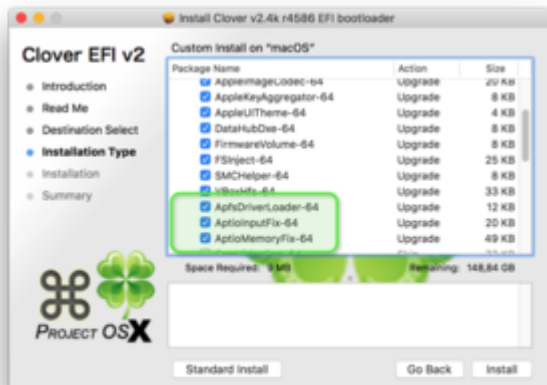 Install Clover v2.4k r4586 EFI bootloader
Clover EFI v2
Introduction
Read Me
Destination Select
Installation Type
Installation
Summary
PROJECT OSX
Custom Install on "macOS"
Package Name Action Size
AppleImageCodec-64 Upgrade 20 KB
AppleKeyAggregator-64 Upgrade 8 KB
AppleUITheme-64 Upgrade 4 KB
DataHubDxe-64 Upgrade 8 KB
FirmwareVolume-64 Upgrade 8 KB
FSInject-64 Upgrade 25 KB
SMCHelper-64 Upgrade 8 KB
VBoxHfs-64 Upgrade 33 KB
ApfsDriverLoader-64 Upgrade 12 KB
AptioInputFix-64 Upgrade 20 KB
AptioMemoryFix-64 Upgrade 49 KB
Space Required: 9 MB Remaining: 148,84 GB
Standard Install Go Back Install